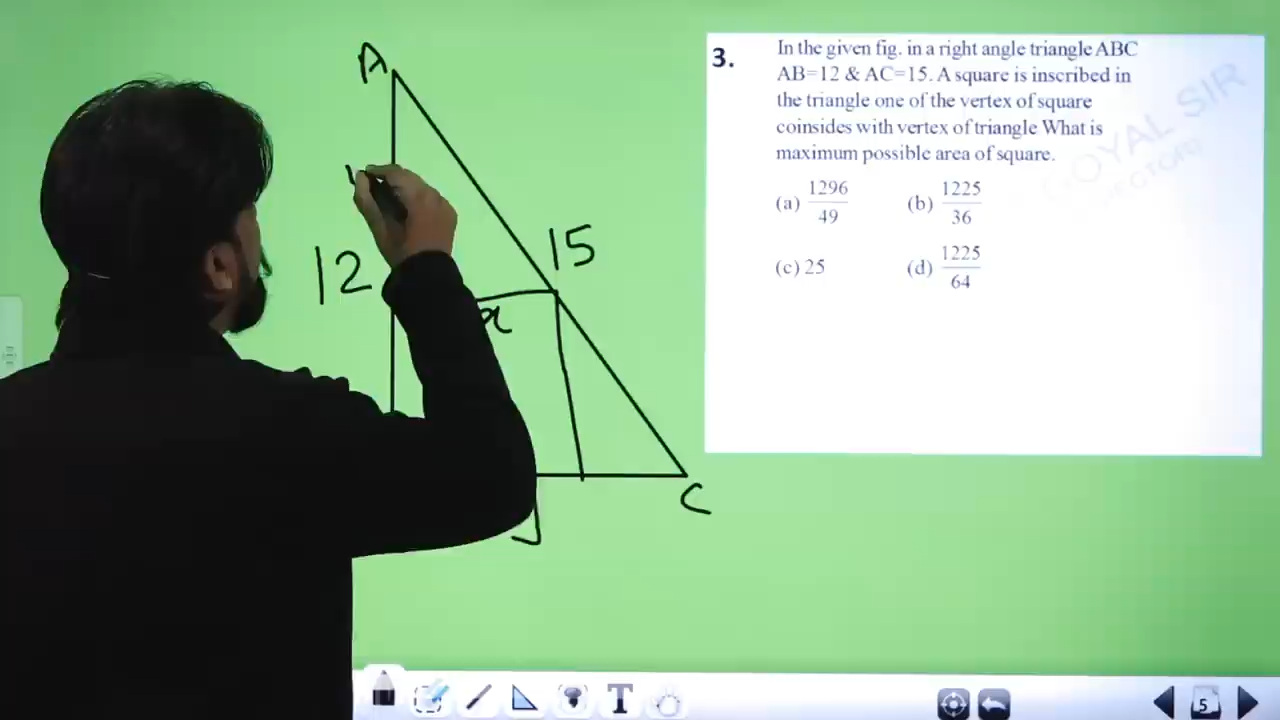 A
15
12
x
C
3.
In the given fig. in a right angle triangle ABC
AB=12 & AC=15. A square is inscribed in
the triangle one of the vertex of square
coinsides with vertex of triangle What is
maximum possible area of square.
(a) 1296/49 (b) 1225/36
(c) 25 (d) 1225/64
GOYAL SIR
T
5